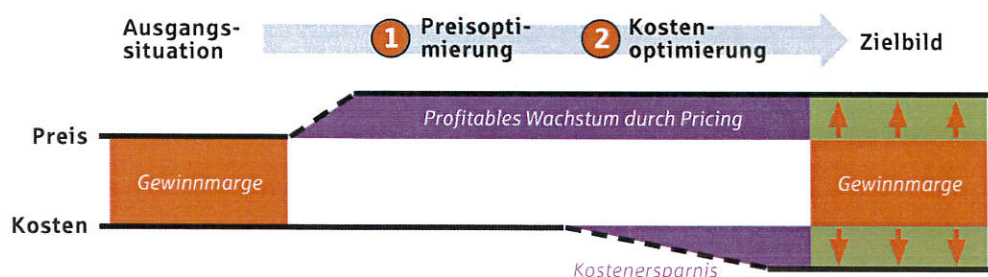 Ausgangs-
situation
1 Preisopti-
mierung
2 Kosten-
optimierung
Zielbild
Profitables Wachstum durch Pricing
Preis
Gewinnmarge
Gewinnmarge
Kosten
Kostenersparnis